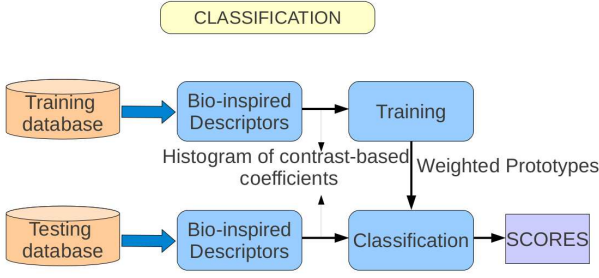 CLASSIFICATION
Training
database
Bio-inspired
Descriptors
Training
Histogram of contrast-based
coefficients
Weighted Prototypes
Testing
database
Bio-inspired
Descriptors
Classification
SCORES